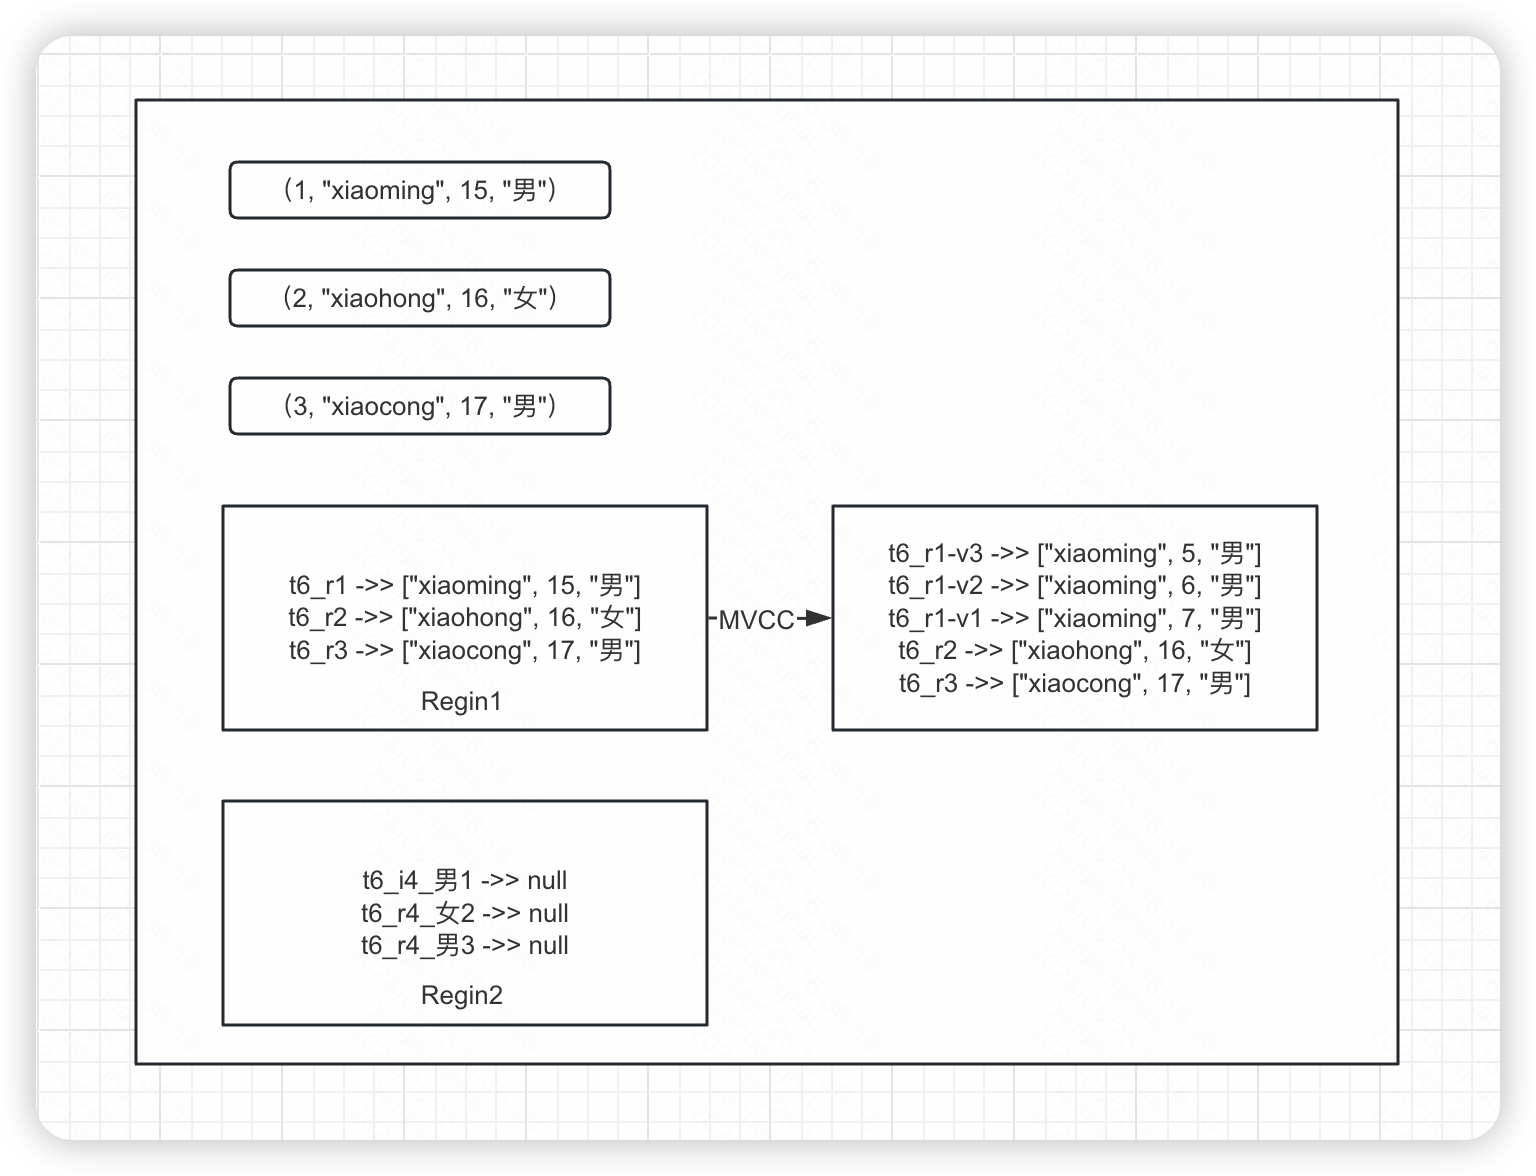 (1, "xiaoming", 15, "男")
(2, "xiaohong", 16, "女")
(3, "xiaocong", 17, "男")
t6_r1 ->> ["xiaoming", 15, "男"]
t6_r2 ->> ["xiaohong", 16, "女"]
t6_r3 ->> ["xiaocong", 17, "男"]
Regin1
MVCC
t6_r1-v3 ->> ["xiaoming", 5, "男"]
t6_r1-v2 ->> ["xiaoming", 6, "男"]
t6_r1-v1 ->> ["xiaoming", 7, "男"]
t6_r2 ->> ["xiaohong", 16, "女"]
t6_r3 ->> ["xiaocong", 17, "男"]
t6_i4_男1 ->> null
t6_r4_女2 ->> null
t6_r4_男3 ->> null
Regin2